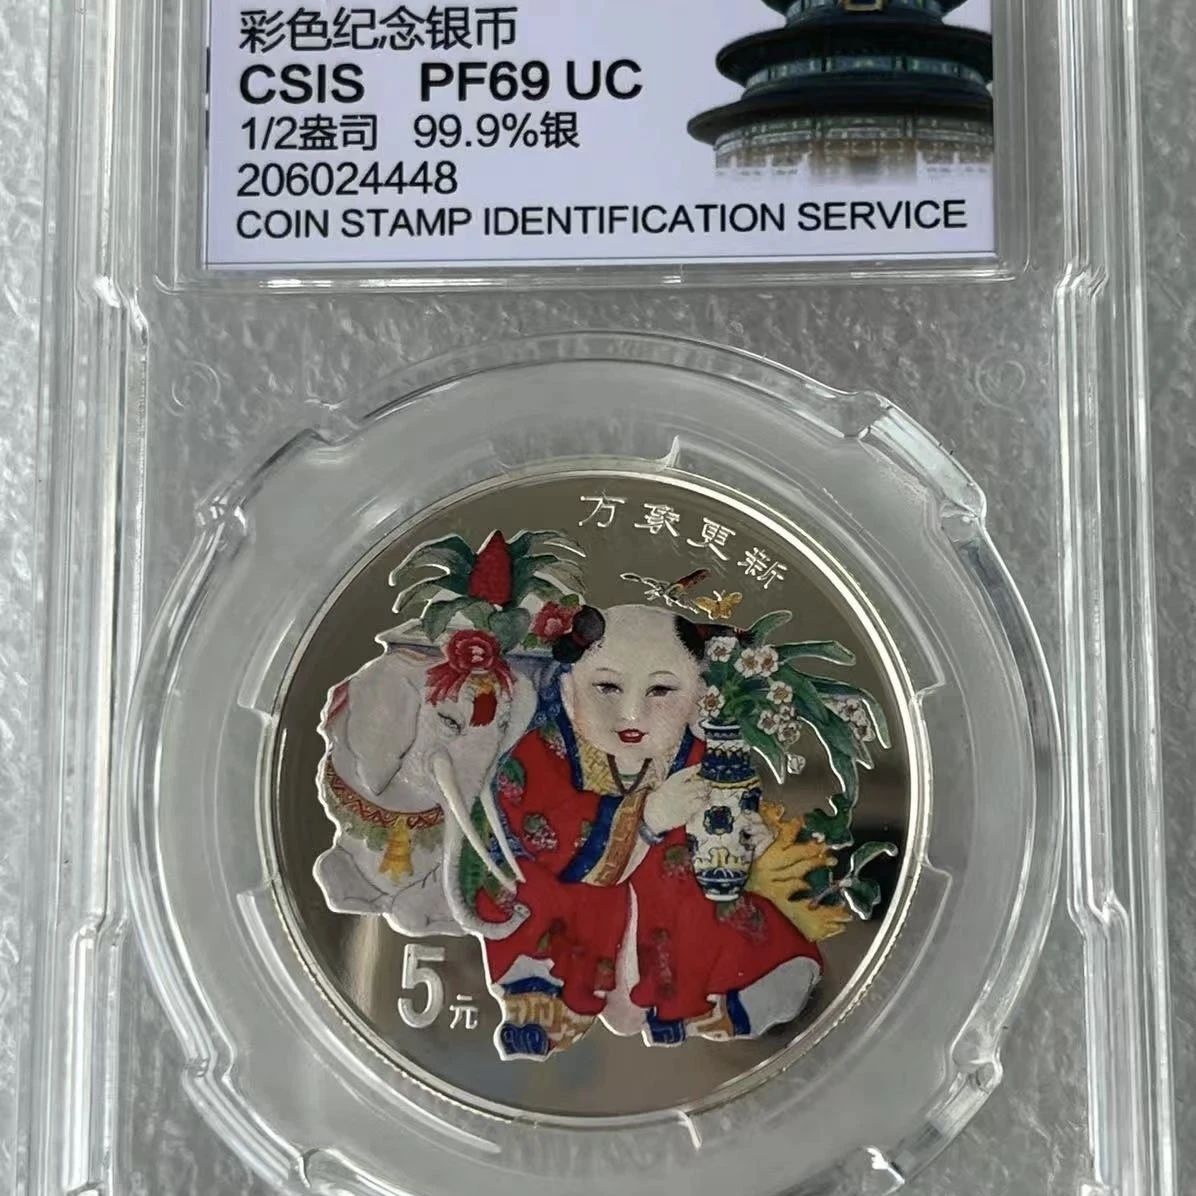 彩色纪念银币
CSIS PF69 UC
1/2盎司 99.9%银
206024448
COIN STAMP IDENTIFICATION SERVICE
万象更新
5元